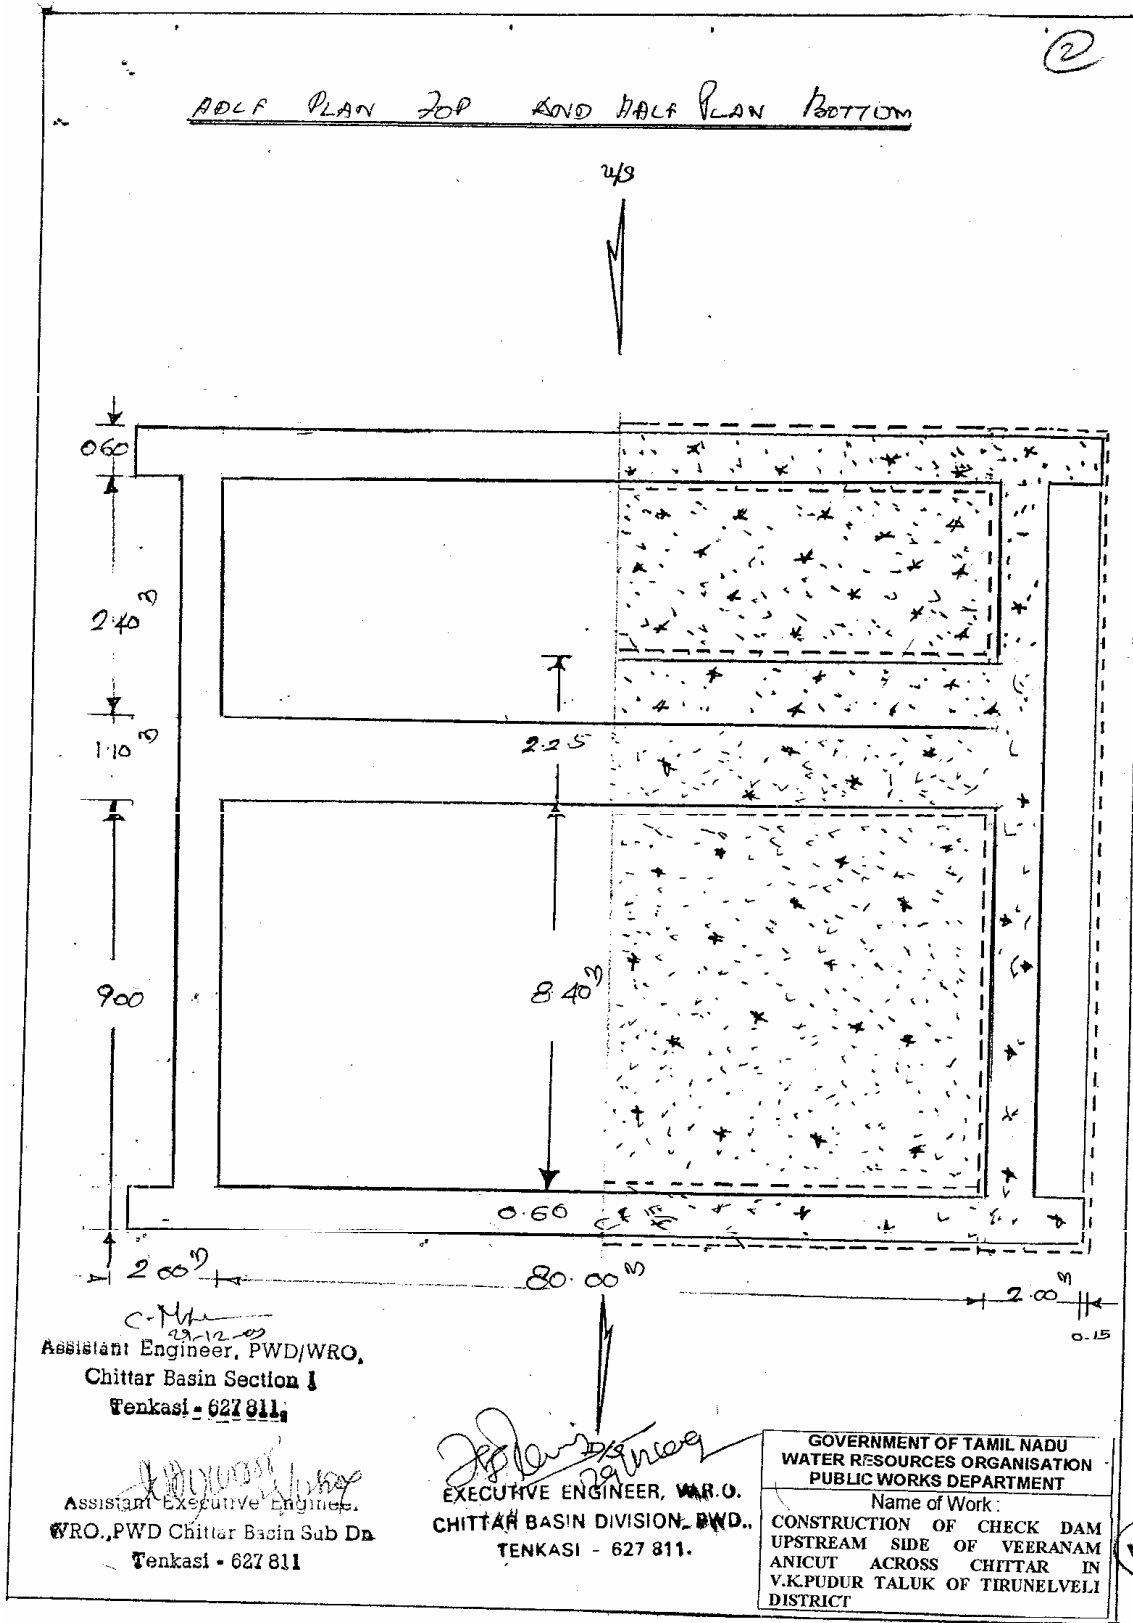 2
HALF PLAN TOP AND HALF PLAN BOTTOM
U/S
0.60
2.40 m
1.10 m
2.25
9.00
8.40 m
0.60
2.00 m
80.00 m
2.00 m
0.15
29-12-09
Assistant Engineer, PWD/WRO,
Chittar Basin Section I
Tenkasi - 627 811.
D/S
Assistant Executive Engineer,
WRO., PWD Chittar Basin Sub Dn
Tenkasi - 627 811
EXECUTIVE ENGINEER, W.R.O.
CHITTAR BASIN DIVISION, PWD.,
TENKASI - 627 811.
GOVERNMENT OF TAMIL NADU
WATER RESOURCES ORGANISATION
PUBLIC WORKS DEPARTMENT
Name of Work :
CONSTRUCTION OF CHECK DAM
UPSTREAM SIDE OF VEERANAM
ANICUT ACROSS CHITTAR IN
V.K.PUDUR TALUK OF TIRUNELVELI
DISTRICT